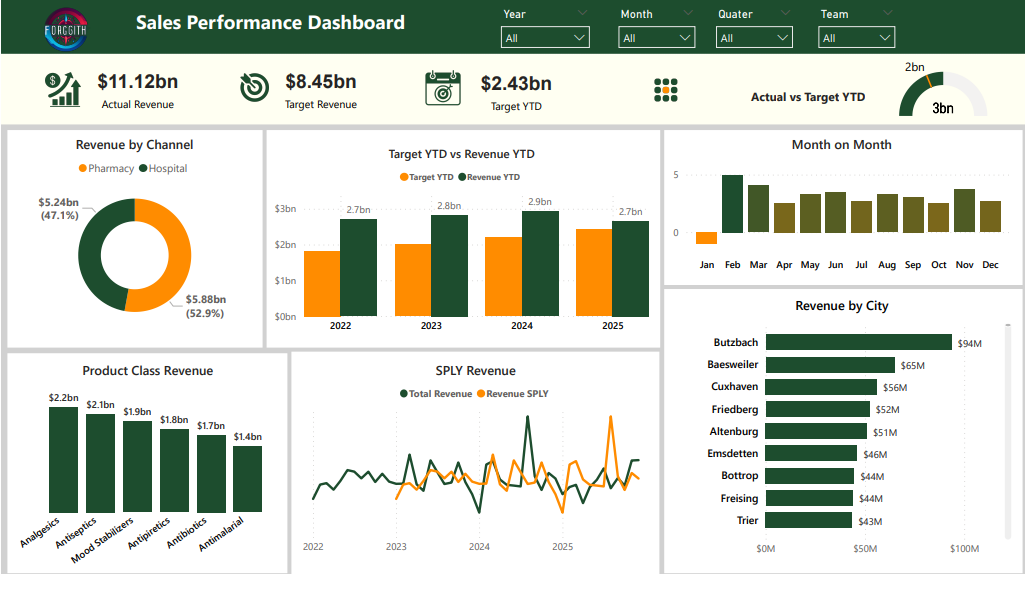 FORGSITH
Sales Performance Dashboard
Year Month Quater Team
All All All All
$11.12bn
Actual Revenue
$8.45bn
Target Revenue
$2.43bn
Target YTD
Actual vs Target YTD
2bn
3bn
Revenue by Channel
Pharmacy Hospital
$5.24bn
(47.1%)
$5.88bn
(52.9%)
Target YTD vs Revenue YTD
Target YTD Revenue YTD
2.7bn 2.8bn 2.9bn 2.7bn
$3bn
$2bn
$1bn
$0bn
2022 2023 2024 2025
Month on Month
5
0
Jan Feb Mar Apr May Jun Jul Aug Sep Oct Nov Dec
Product Class Revenue
$2.2bn $2.1bn $1.9bn $1.8bn $1.7bn $1.4bn
Analgesics Antiseptics Mood Stabilizers Antipiretics Antibiotics Antimalarial
SPLY Revenue
Total Revenue Revenue SPLY
2022 2023 2024 2025
Revenue by City
Butzbach $94M
Baesweiler $65M
Cuxhaven $56M
Friedberg $52M
Altenburg $51M
Emsdetten $46M
Bottrop $44M
Freising $44M
Trier $43M
$0M $50M $100M